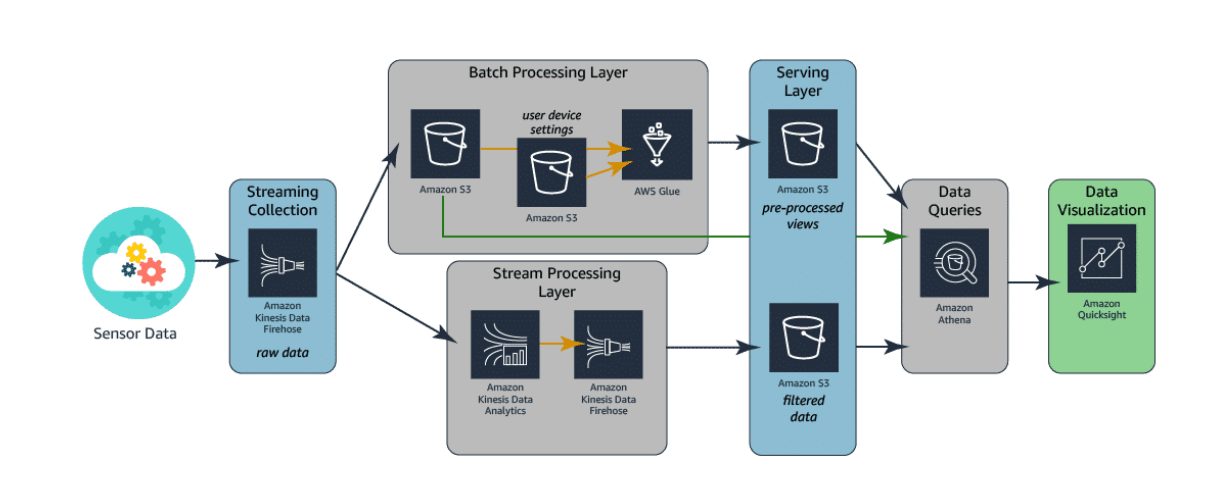 Sensor Data
Streaming
Collection
Amazon
Kinesis Data
Firehose
raw data
Batch Processing Layer
Amazon S3
user device
settings
Amazon S3
AWS Glue
Stream Processing
Layer
Amazon
Kinesis Data
Analytics
Amazon
Kinesis Data
Firehose
Serving
Layer
Amazon S3
pre-processed
views
Amazon S3
filtered
data
Data
Queries
Amazon
Athena
Data
Visualization
Amazon
Quicksight